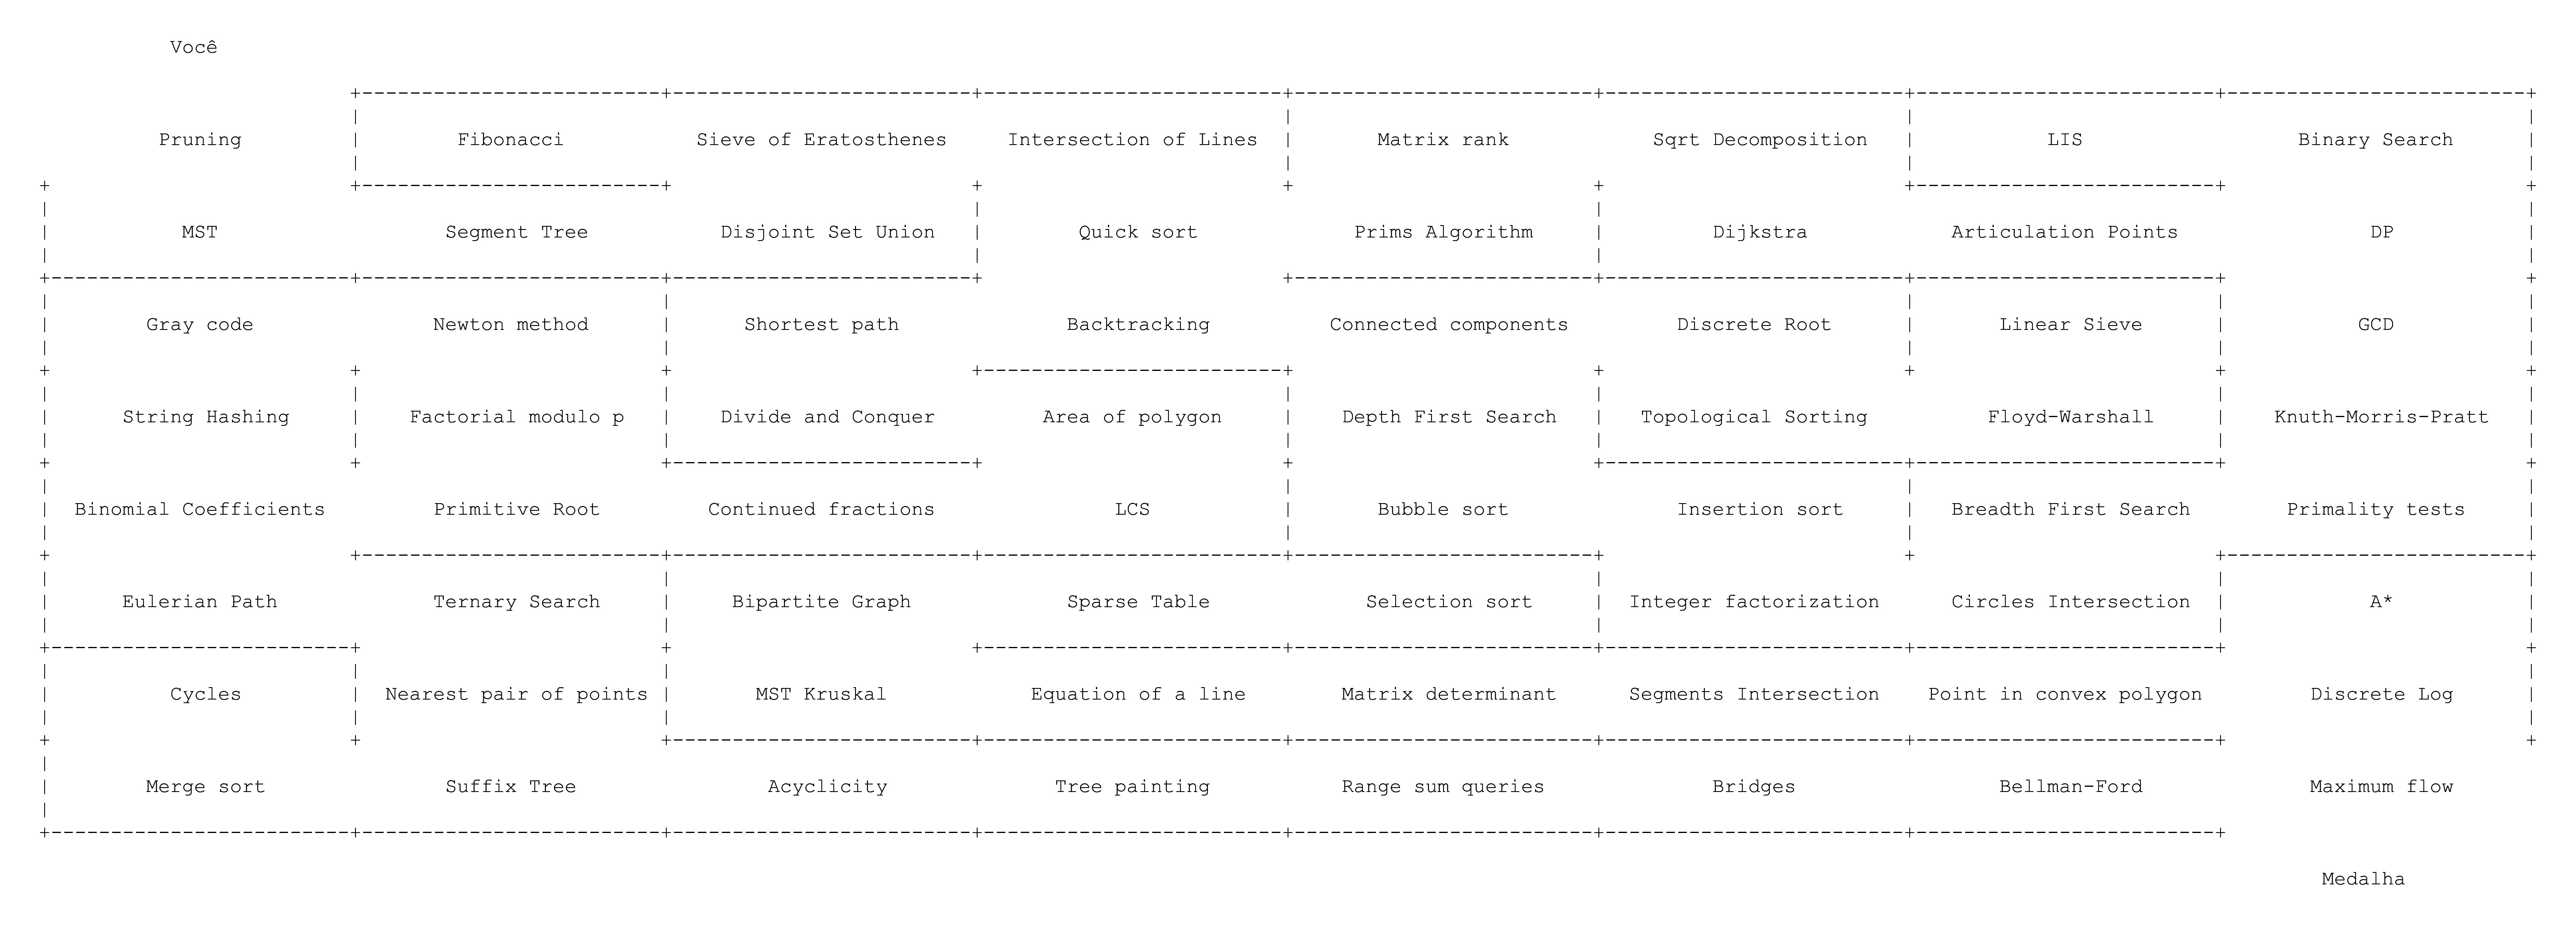 Você
Pruning Fibonacci Sieve of Eratosthenes Intersection of Lines Matrix rank Sqrt Decomposition LIS Binary Search
MST Segment Tree Disjoint Set Union Quick sort Prims Algorithm Dijkstra Articulation Points DP
Gray code Newton method Shortest path Backtracking Connected components Discrete Root Linear Sieve GCD
String Hashing Factorial modulo p Divide and Conquer Area of polygon Depth First Search Topological Sorting Floyd-Warshall Knuth-Morris-Pratt
Binomial Coefficients Primitive Root Continued fractions LCS Bubble sort Insertion sort Breadth First Search Primality tests
Eulerian Path Ternary Search Bipartite Graph Sparse Table Selection sort Integer factorization Circles Intersection A*
Cycles Nearest pair of points MST Kruskal Equation of a line Matrix determinant Segments Intersection Point in convex polygon Discrete Log
Merge sort Suffix Tree Acyclicity Tree painting Range sum queries Bridges Bellman-Ford Maximum flow
Medalha